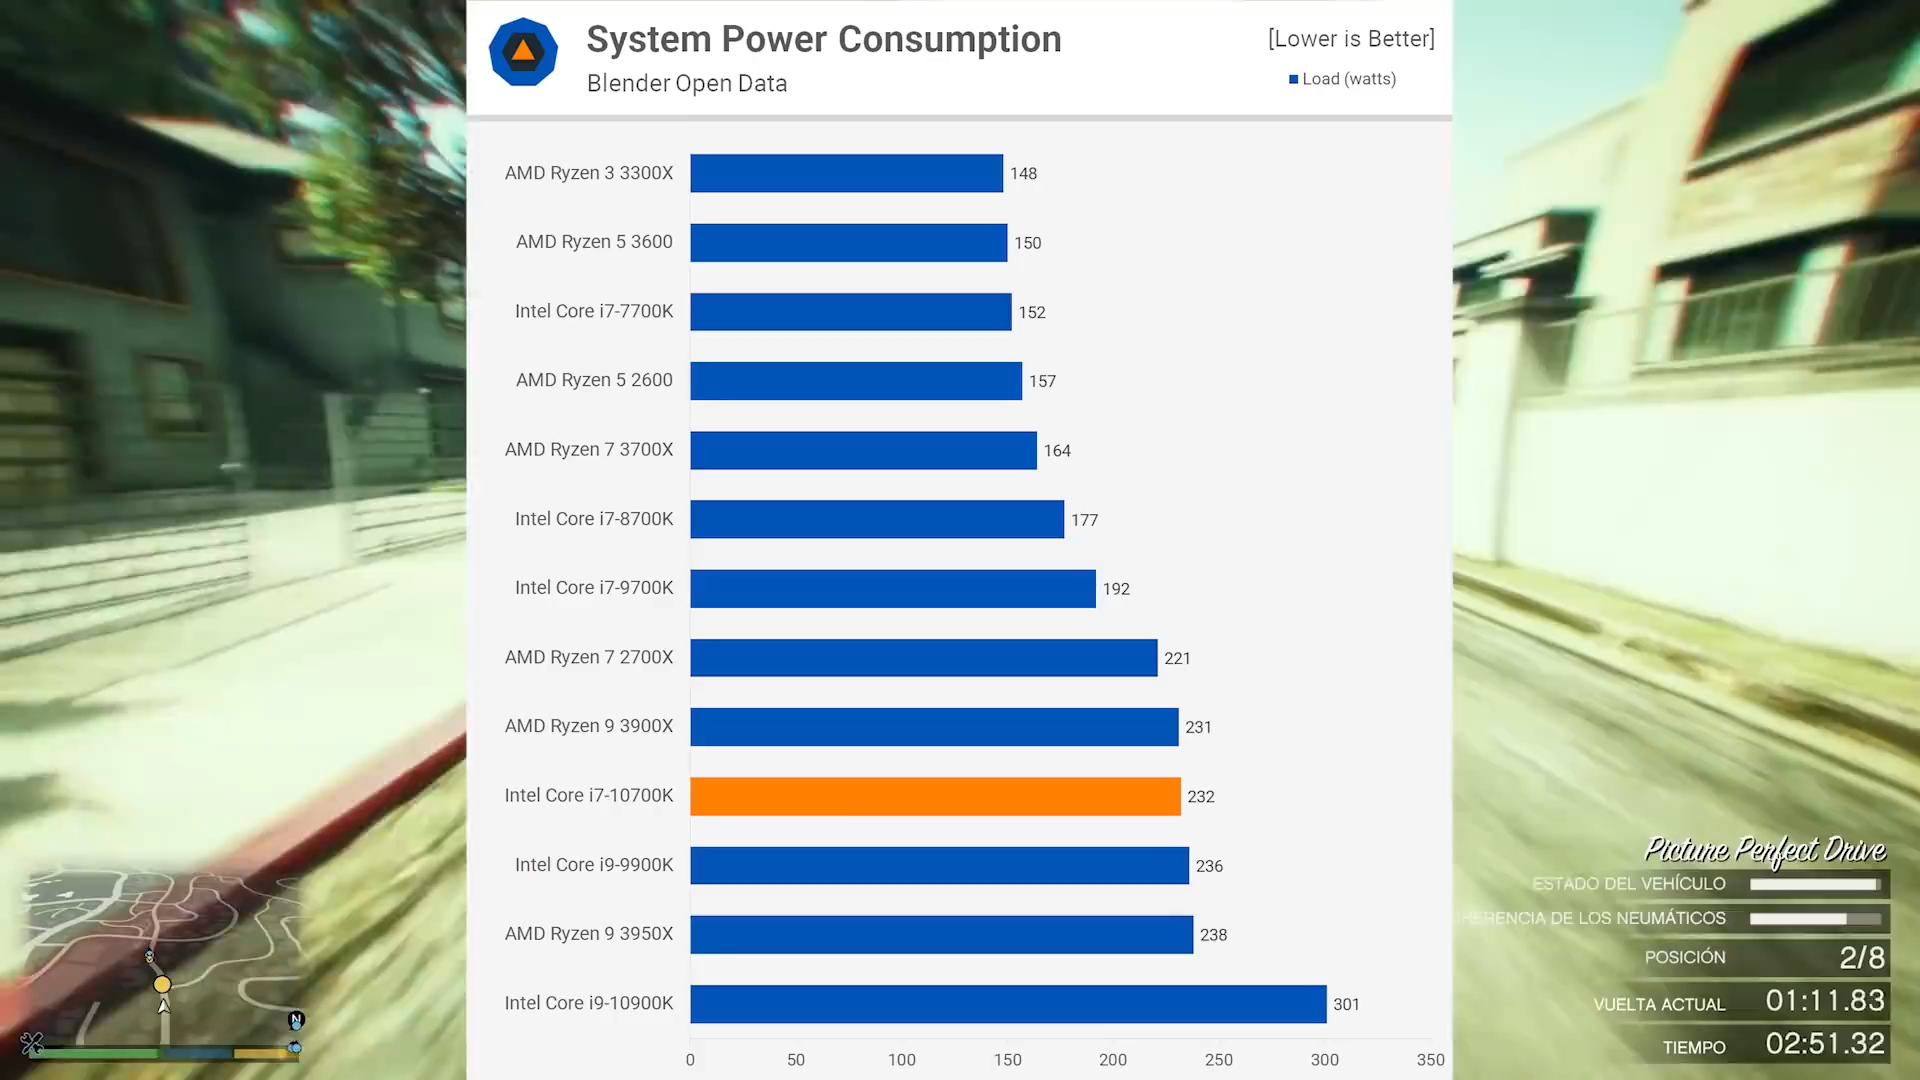 System Power Consumption
[Lower is Better]
Blender Open Data
Load (watts)
AMD Ryzen 3 3300X 148
AMD Ryzen 5 3600 150
Intel Core i7-7700K 152
AMD Ryzen 5 2600 157
AMD Ryzen 7 3700X 164
Intel Core i7-8700K 177
Intel Core i7-9700K 192
AMD Ryzen 7 2700X 221
AMD Ryzen 9 3900X 231
Intel Core i7-10700K 232
Intel Core i9-9900K 236
AMD Ryzen 9 3950X 238
Intel Core i9-10900K 301
0 50 100 150 200 250 300 350
Picture Perfect Drive
ESTADO DEL VEHÍCULO
HERENCIA DE LOS NEUMÁTICOS
POSICIÓN 2/8
VUELTA ACTUAL 01:11.83
TIEMPO 02:51.32
N